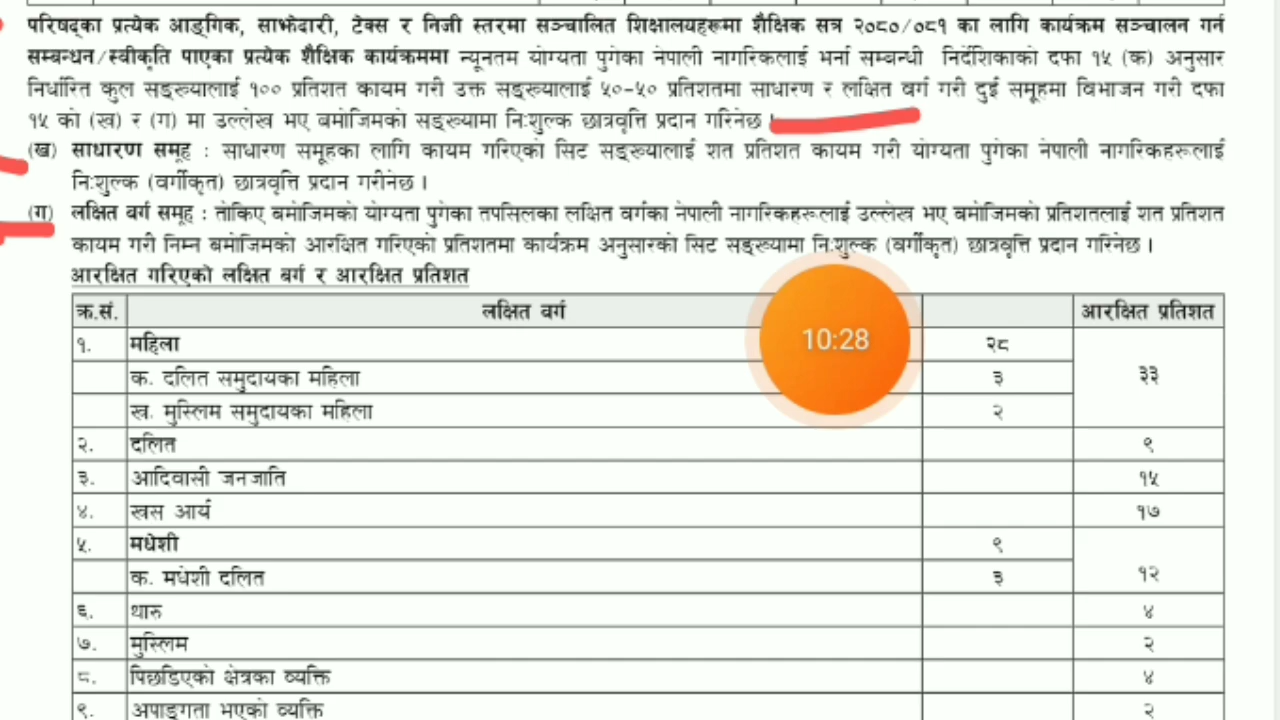 परिषद्का प्रत्येक आङ्गिक, साझेदारी, टेक्स र निजी स्तरमा सञ्चालित शिक्षालयहरूमा शैक्षिक सत्र २०८०/०८१ का लागि कार्यक्रम सञ्चालन गर्न
सम्बन्धन/स्वीकृति पाएका प्रत्येक शैक्षिक कार्यक्रममा न्यूनतम योग्यता पुगेका नेपाली नागरिकलाई भर्ना सम्बन्धी निर्देशिकाको दफा १५ (क) अनुसार
निर्धारित कुल सङ्ख्यालाई १०० प्रतिशत कायम गरी उक्त सङ्ख्यालाई ५०-५० प्रतिशतमा साधारण र लक्षित वर्ग गरी दुई समूहमा विभाजन गरी दफा
१५ को (ख) र (ग) मा उल्लेख भए बमोजिमको सङ्ख्यामा नि:शुल्क छात्रवृत्ति प्रदान गरिनेछ ।
(ख) साधारण समूह : साधारण समूहका लागि कायम गरिएको सिट सङ्ख्यालाई शत प्रतिशत कायम गरी योग्यता पुगेका नेपाली नागरिकहरूलाई
नि:शुल्क (वर्गीकृत) छात्रवृत्ति प्रदान गरीनेछ ।
(ग) लक्षित वर्ग समूह : तोकिए बमोजिमको योग्यता पुगेका तपसिलका लक्षित वर्गका नेपाली नागरिकहरूलाई उल्लेख भए बमोजिमको प्रतिशतलाई शत प्रतिशत
कायम गरी निम्न बमोजिमको आरक्षित गरिएको प्रतिशतमा कार्यक्रम अनुसारको सिट सङ्ख्यामा नि:शुल्क (वर्गीकृत) छात्रवृत्ति प्रदान गरिनेछ ।
आरक्षित गरिएको लक्षित वर्ग र आरक्षित प्रतिशत
क्र.सं. लक्षित वर्ग आरक्षित प्रतिशत
१. महिला २८
10:28
क. दलित समुदायका महिला ३ ३३
ख. मुस्लिम समुदायका महिला २
२. दलित ९
३. आदिवासी जनजाति १५
४. खस आर्य १७
५. मधेशी ९
क. मधेशी दलित ३ १२
६. थारु ४
७. मुस्लिम २
८. पिछडिएको क्षेत्रका व्यक्ति ४
९. अपाङ्गता भएको व्यक्ति २